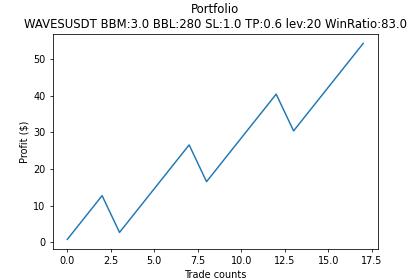 Portfolio
WAVESUSDT BBM:3.0 BBL:280 SL:1.0 TP:0.6 lev:20 WinRatio:83.0
50
40
30
20
10
0
Profit ($)
0.0 2.5 5.0 7.5 10.0 12.5 15.0 17.5
Trade counts